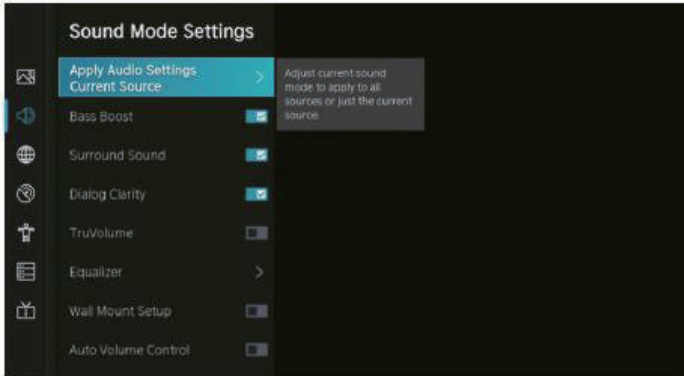 Sound Mode Settings
Apply Audio Settings
Current Source
Adjust current sound
mode to apply to all
sources or just the current
source.
Bass Boost
Surround Sound
Dialog Clarity
TruVolume
Equalizer
Wall Mount Setup
Auto Volume Control